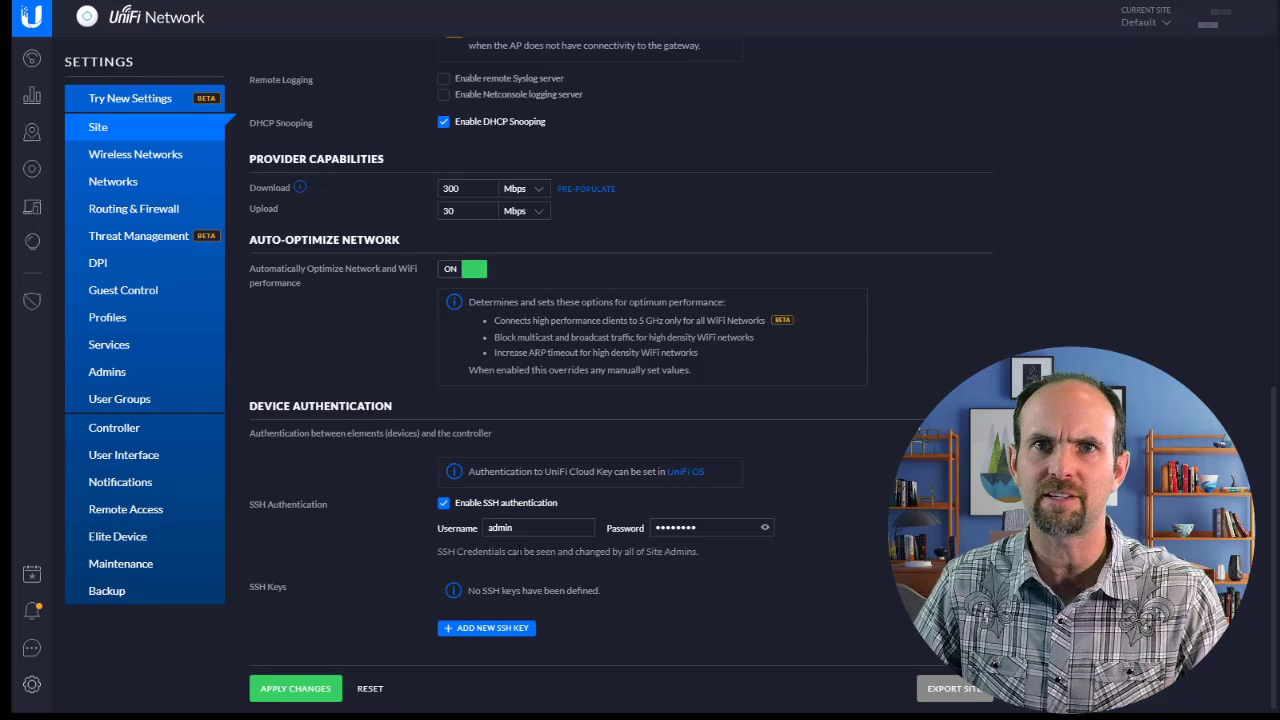 UniFi Network
CURRENT SITE
Default
SETTINGS
Try New Settings BETA
Site
Wireless Networks
Networks
Routing & Firewall
Threat Management BETA
DPI
Guest Control
Profiles
Services
Admins
User Groups
Controller
User Interface
Notifications
Remote Access
Elite Device
Maintenance
Backup
when the AP does not have connectivity to the gateway.
Remote Logging
Enable remote Syslog server
Enable Netconsole logging server
DHCP Snooping
Enable DHCP Snooping
PROVIDER CAPABILITIES
Download
300 Mbps PRE-POPULATE
Upload
30 Mbps
AUTO-OPTIMIZE NETWORK
Automatically Optimize Network and WiFi
performance
ON
Determines and sets these options for optimum performance:
• Connects high performance clients to 5 GHz only for all WiFi Networks BETA
• Block multicast and broadcast traffic for high density WiFi networks
• Increase ARP timeout for high density WiFi networks
When enabled this overrides any manually set values.
DEVICE AUTHENTICATION
Authentication between elements (devices) and the controller
Authentication to UniFi Cloud Key can be set in UniFi OS
SSH Authentication
Enable SSH authentication
Username admin Password ••••••••
SSH Credentials can be seen and changed by all of Site Admins.
SSH Keys
No SSH keys have been defined.
+ ADD NEW SSH KEY
APPLY CHANGES RESET
EXPORT SITE